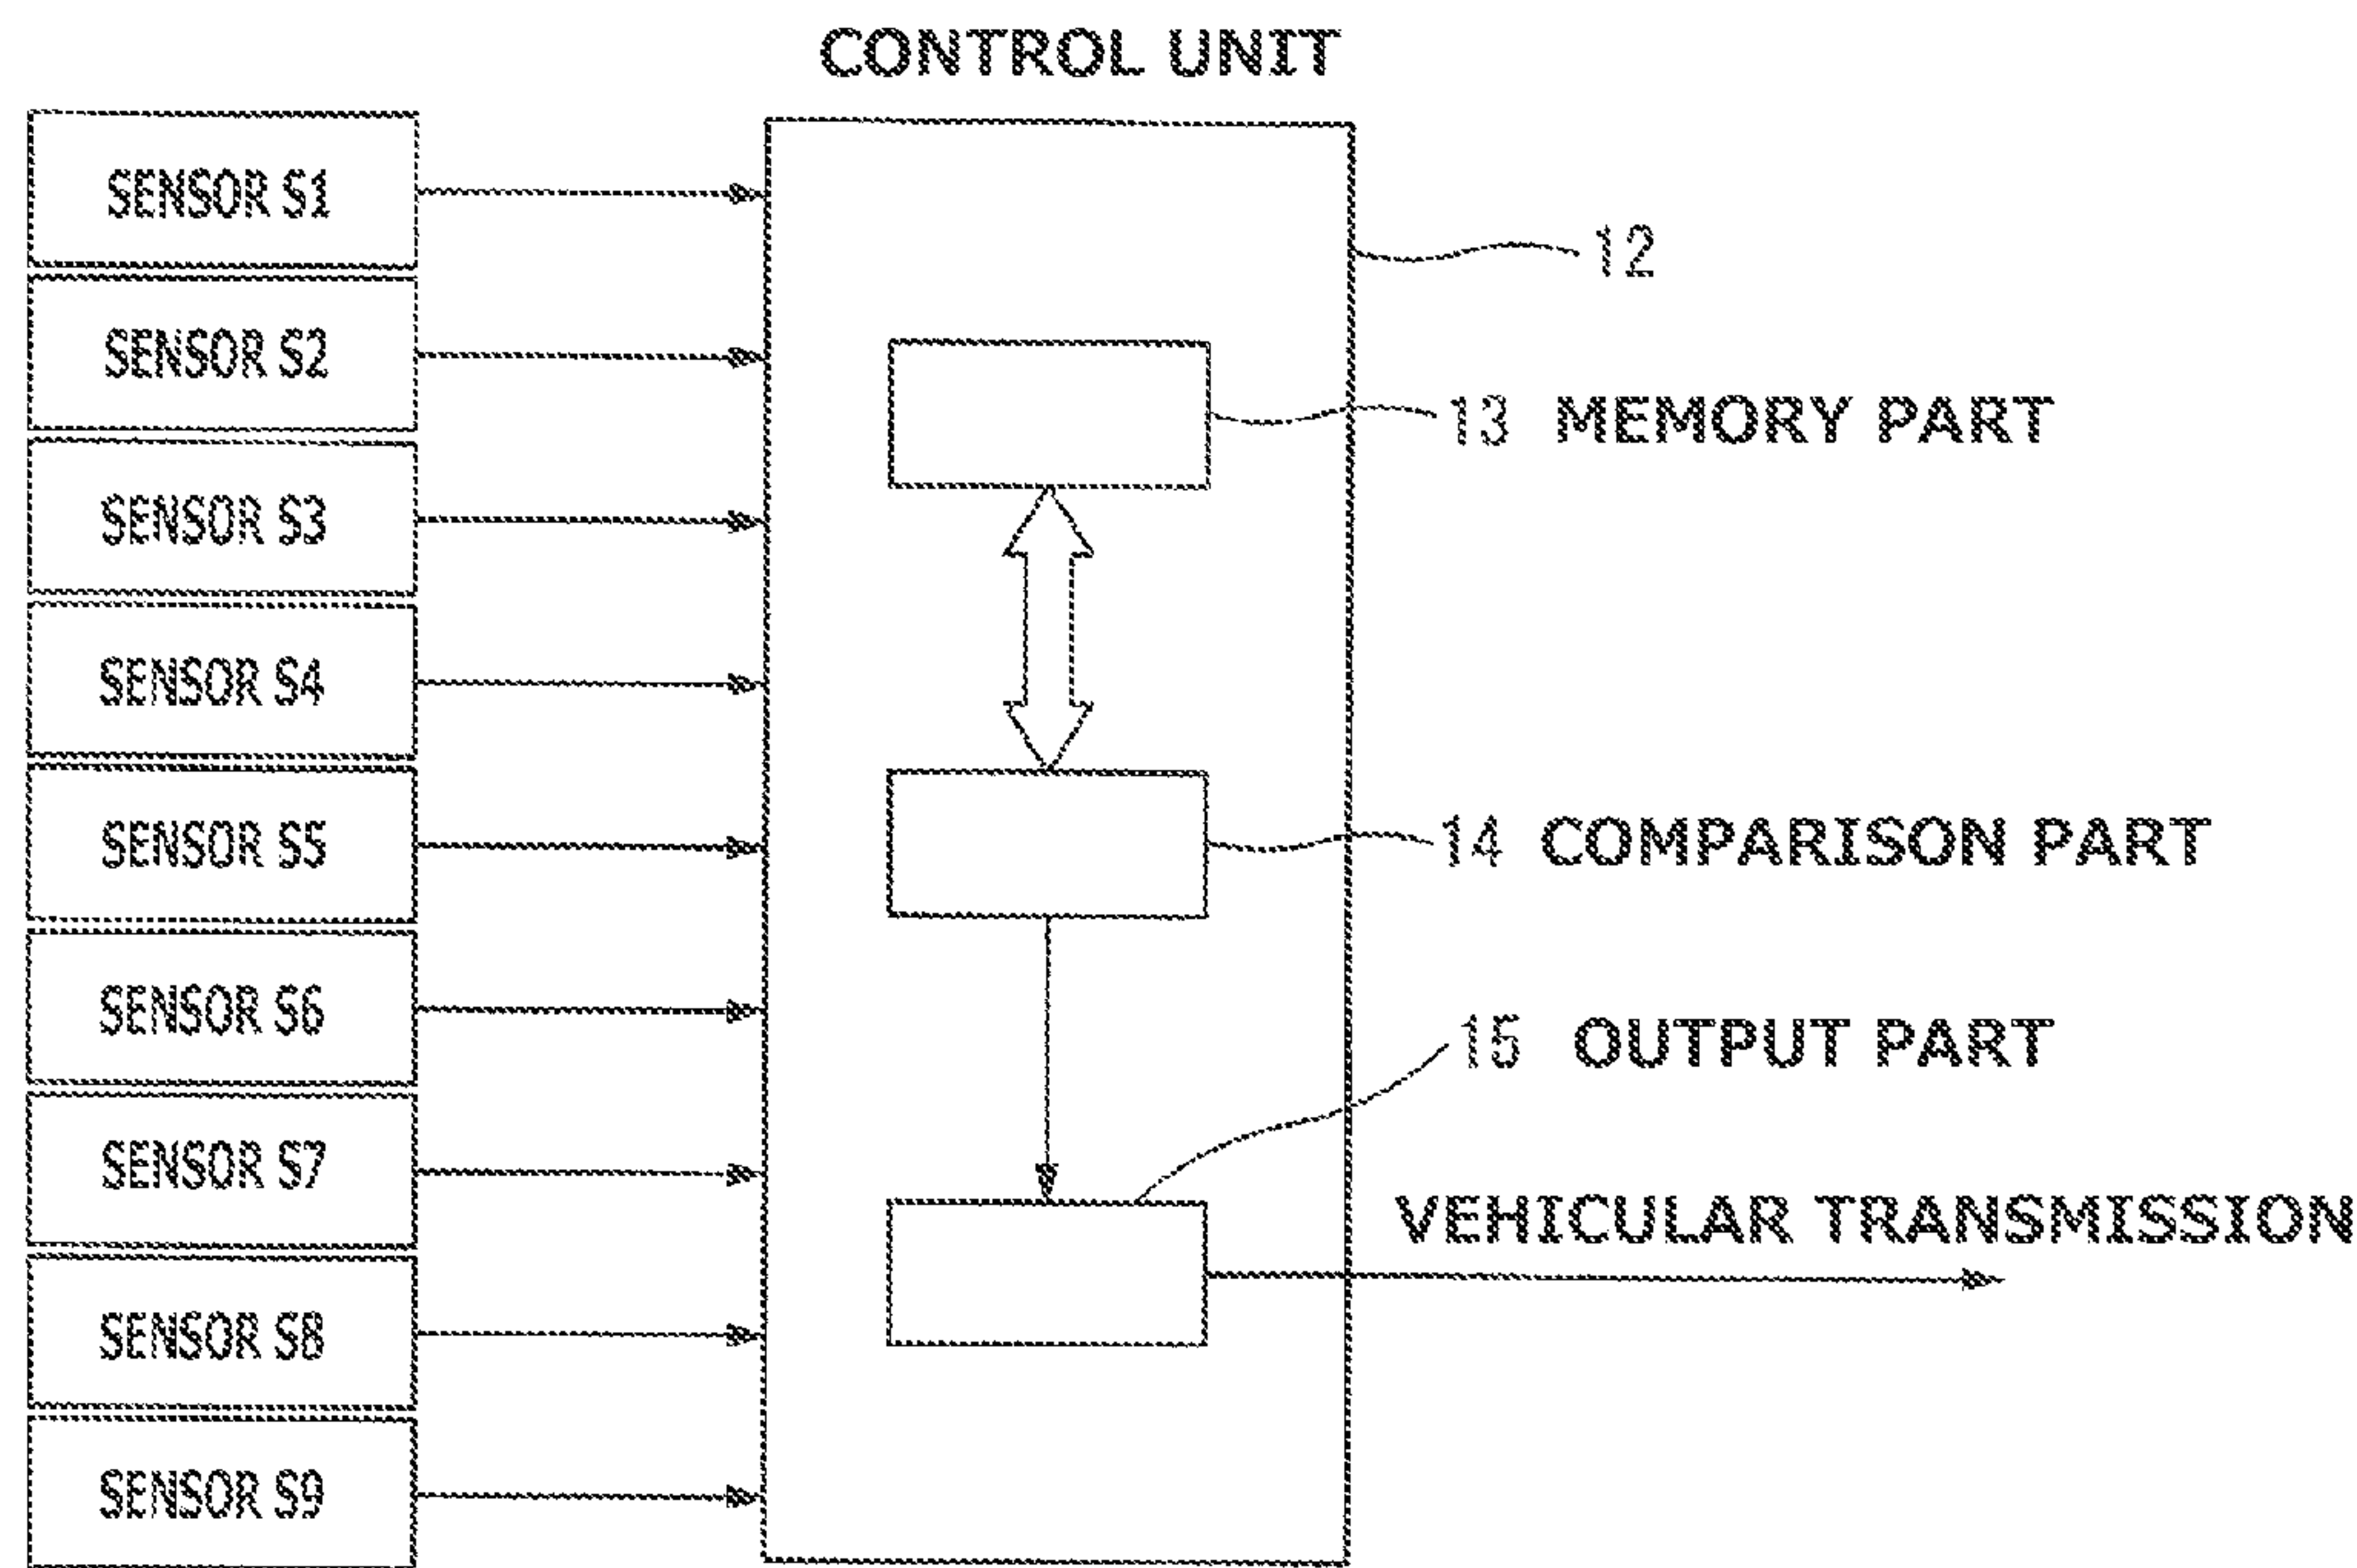 CONTROL UNIT
SENSOR S1
SENSOR S2
SENSOR S3
SENSOR S4
SENSOR S5
SENSOR S6
SENSOR S7
SENSOR S8
SENSOR S9
12
13 MEMORY PART
14 COMPARISON PART
15 OUTPUT PART
VEHICULAR TRANSMISSION